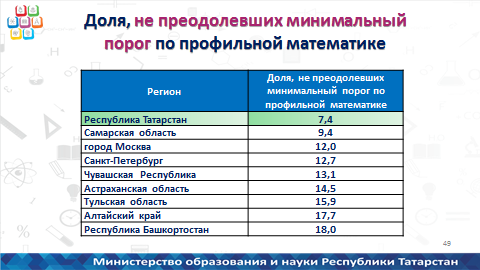 Доля, не преодолевших минимальный
порог по профильной математике
Регион
Доля, не преодолевших
минимальный порог по
профильной математике
Республика Татарстан 7,4
Самарская область 9,4
город Москва 12,0
Санкт-Петербург 12,7
Чувашская Республика 13,1
Астраханская область 14,5
Тульская область 15,9
Алтайский край 17,7
Республика Башкортостан 18,0
49
Министерство образования и науки Республики Татарстан